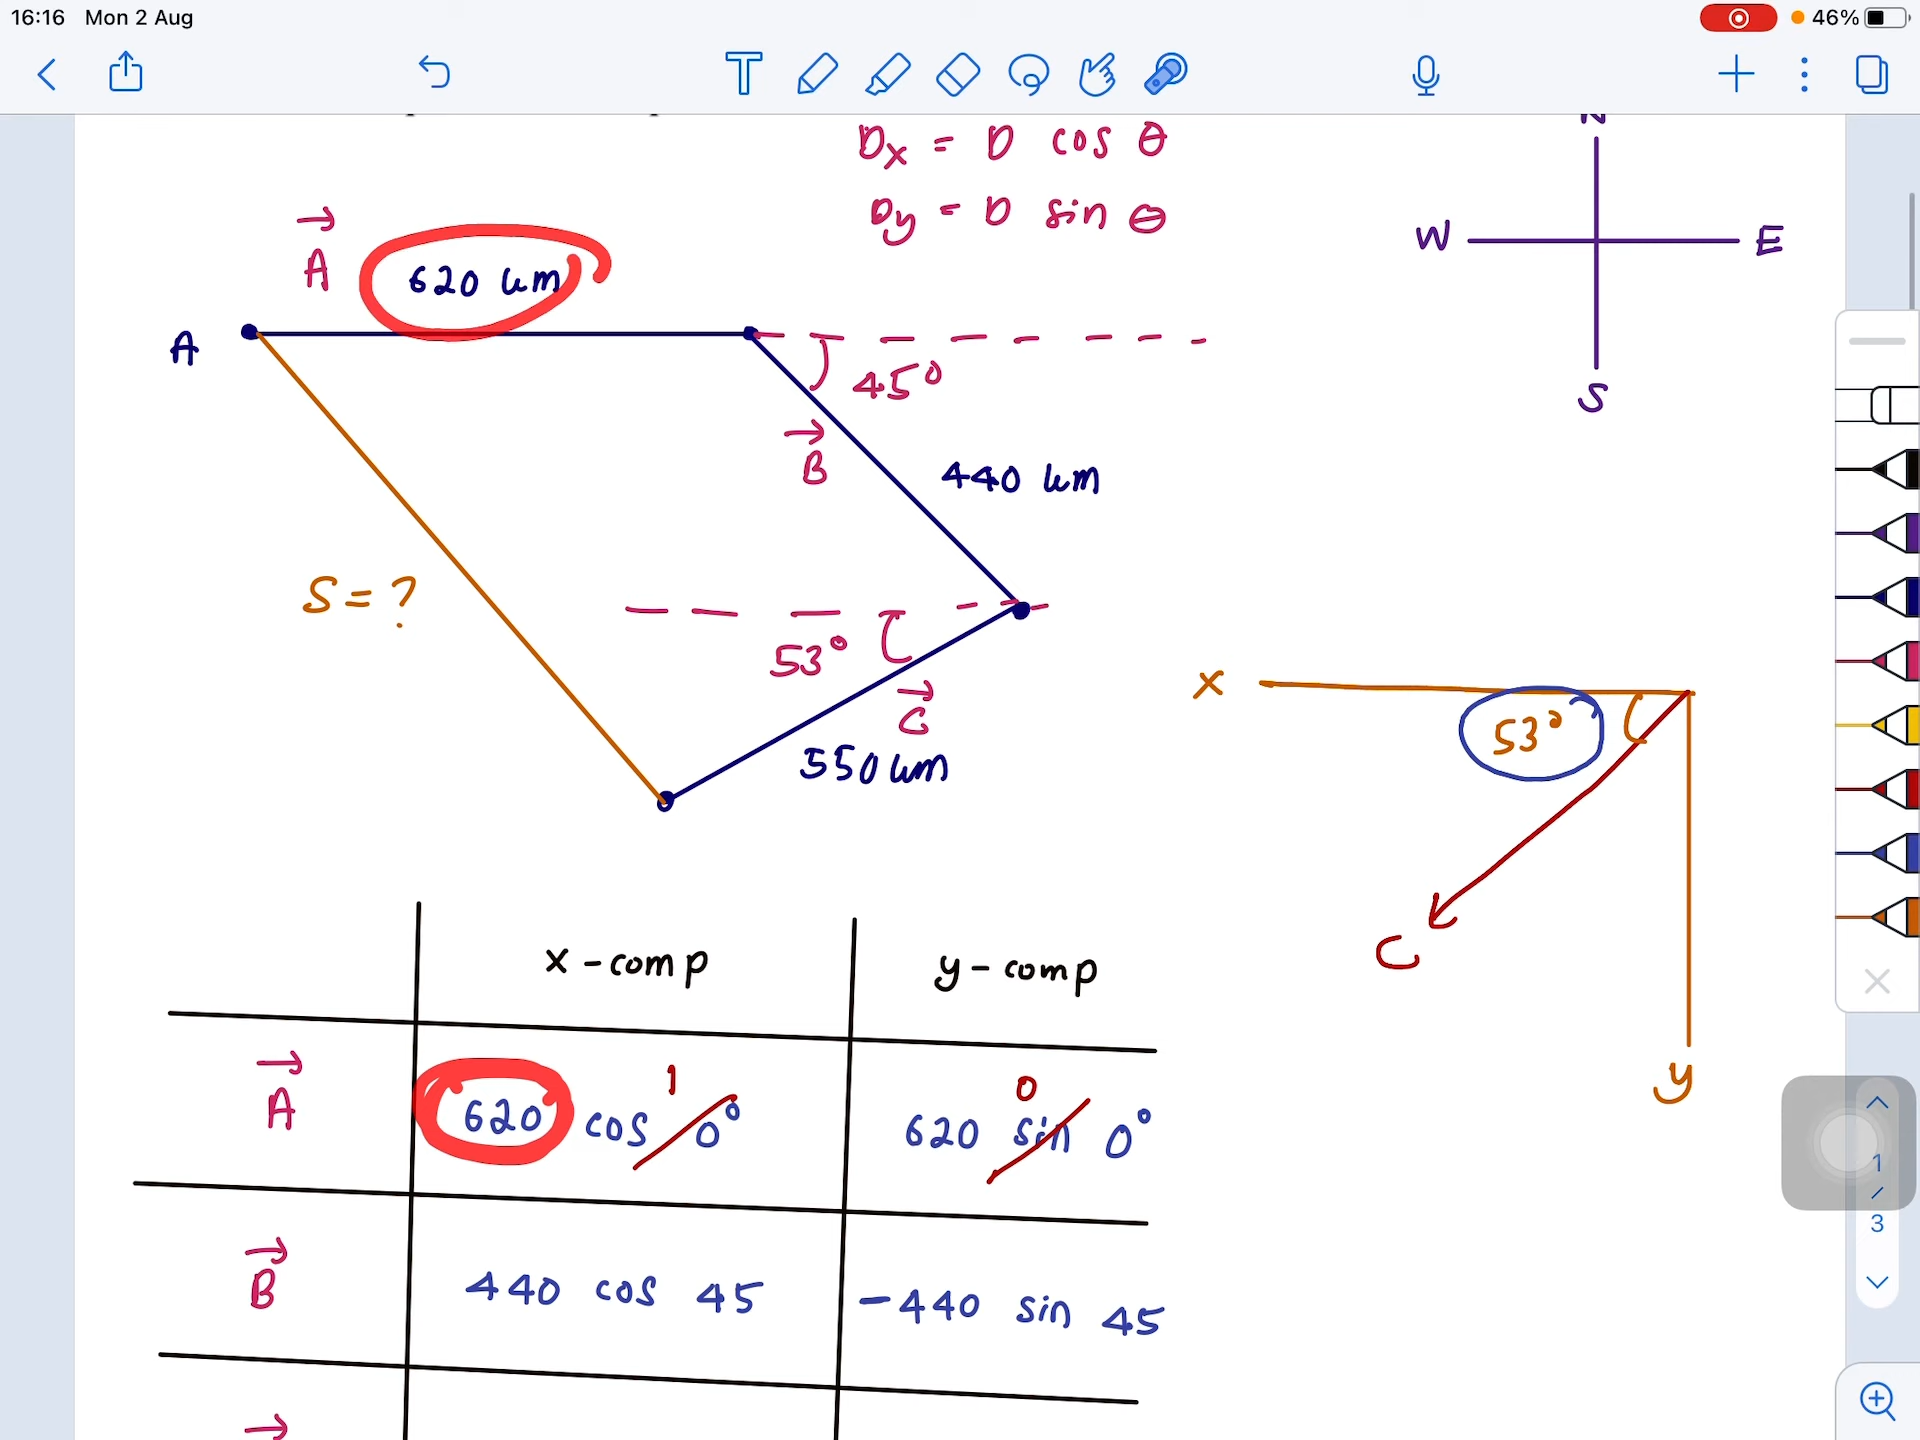 16:16 Mon 2 Aug
46%
Dx = D cos θ
Dy = D sin θ
N
W E
S
A 620 km
A
45°
B
440 km
S = ?
53°
C
550 km
x
53°
C
y
x - comp y - comp
A 620 cos 0° 1 620 sin 0° 0
B 440 cos 45 -440 sin 45
1
/
3